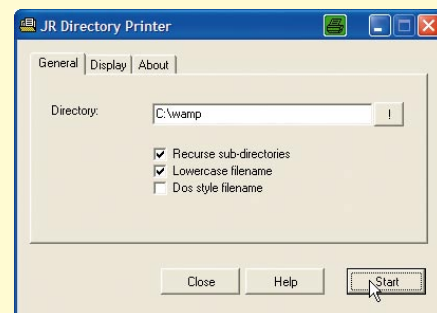 JR Directory Printer
General Display About
Directory: C:\wamp !
Recurse sub-directories
Lowercase filename
Dos style filename
Close Help Start